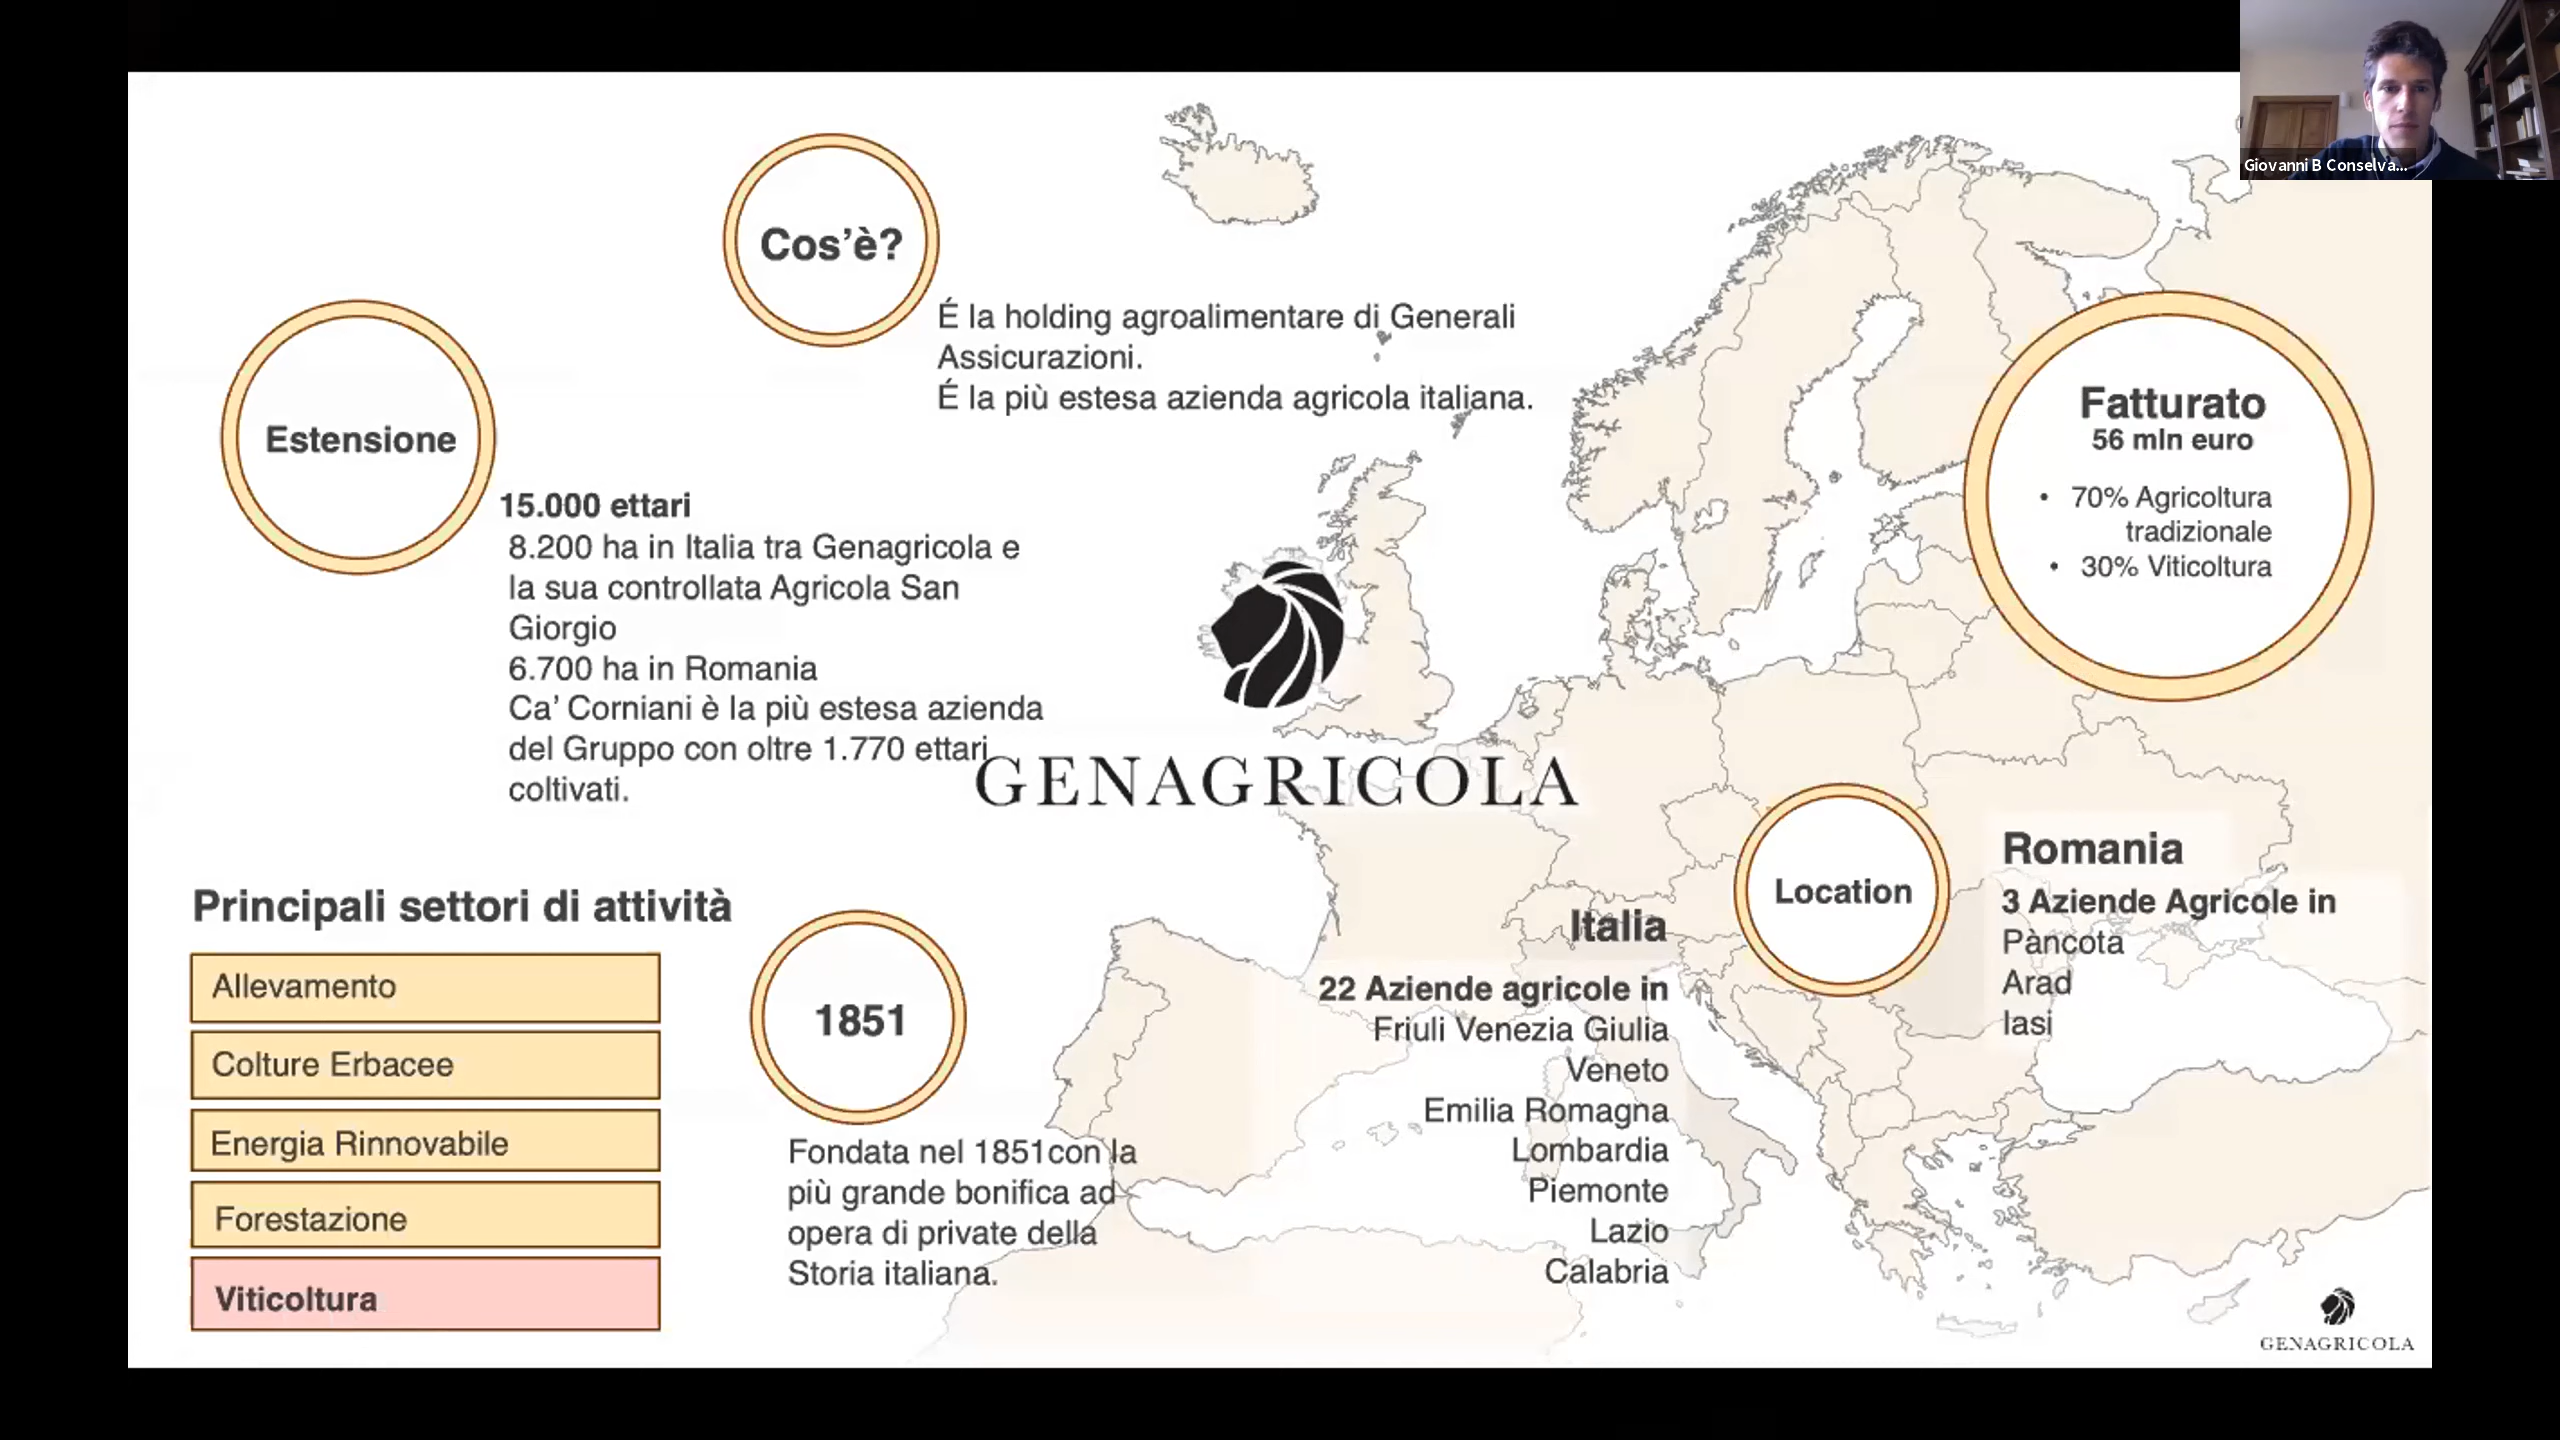 Giovanni B Conselva...
Cos'è?
É la holding agroalimentare di Generali
Assicurazioni.
É la più estesa azienda agricola italiana.
Estensione
15.000 ettari
8.200 ha in Italia tra Genagricola e
la sua controllata Agricola San
Giorgio
6.700 ha in Romania
Ca' Corniani è la più estesa azienda
del Gruppo con oltre 1.770 ettari
coltivati.
Fatturato
56 mln euro
• 70% Agricoltura
tradizionale
• 30% Viticoltura
GENAGRICOLA
Principali settori di attività
Allevamento
Colture Erbacee
Energia Rinnovabile
Forestazione
Viticoltura
1851
Fondata nel 1851con la
più grande bonifica ad
opera di private della
Storia italiana.
Location
Italia
22 Aziende agricole in
Friuli Venezia Giulia
Veneto
Emilia Romagna
Lombardia
Piemonte
Lazio
Calabria
Romania
3 Aziende Agricole in
Pàncota
Arad
Iasi
GENAGRICOLA